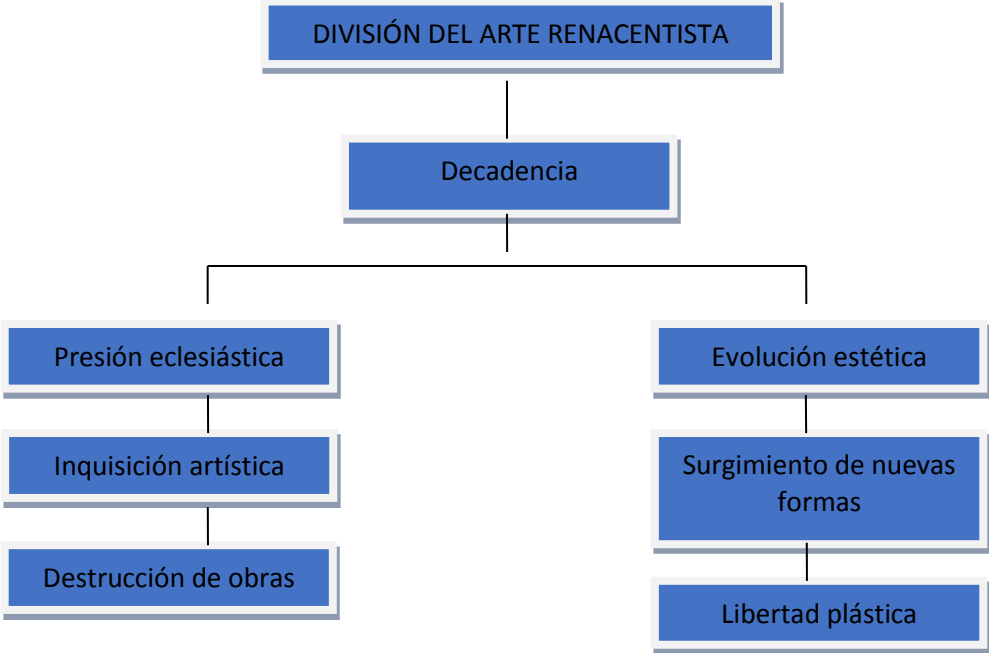 DIVISIÓN DEL ARTE RENACENTISTA
Decadencia
Presión eclesiástica
Inquisición artística
Destrucción de obras
Evolución estética
Surgimiento de nuevas
formas
Libertad plástica